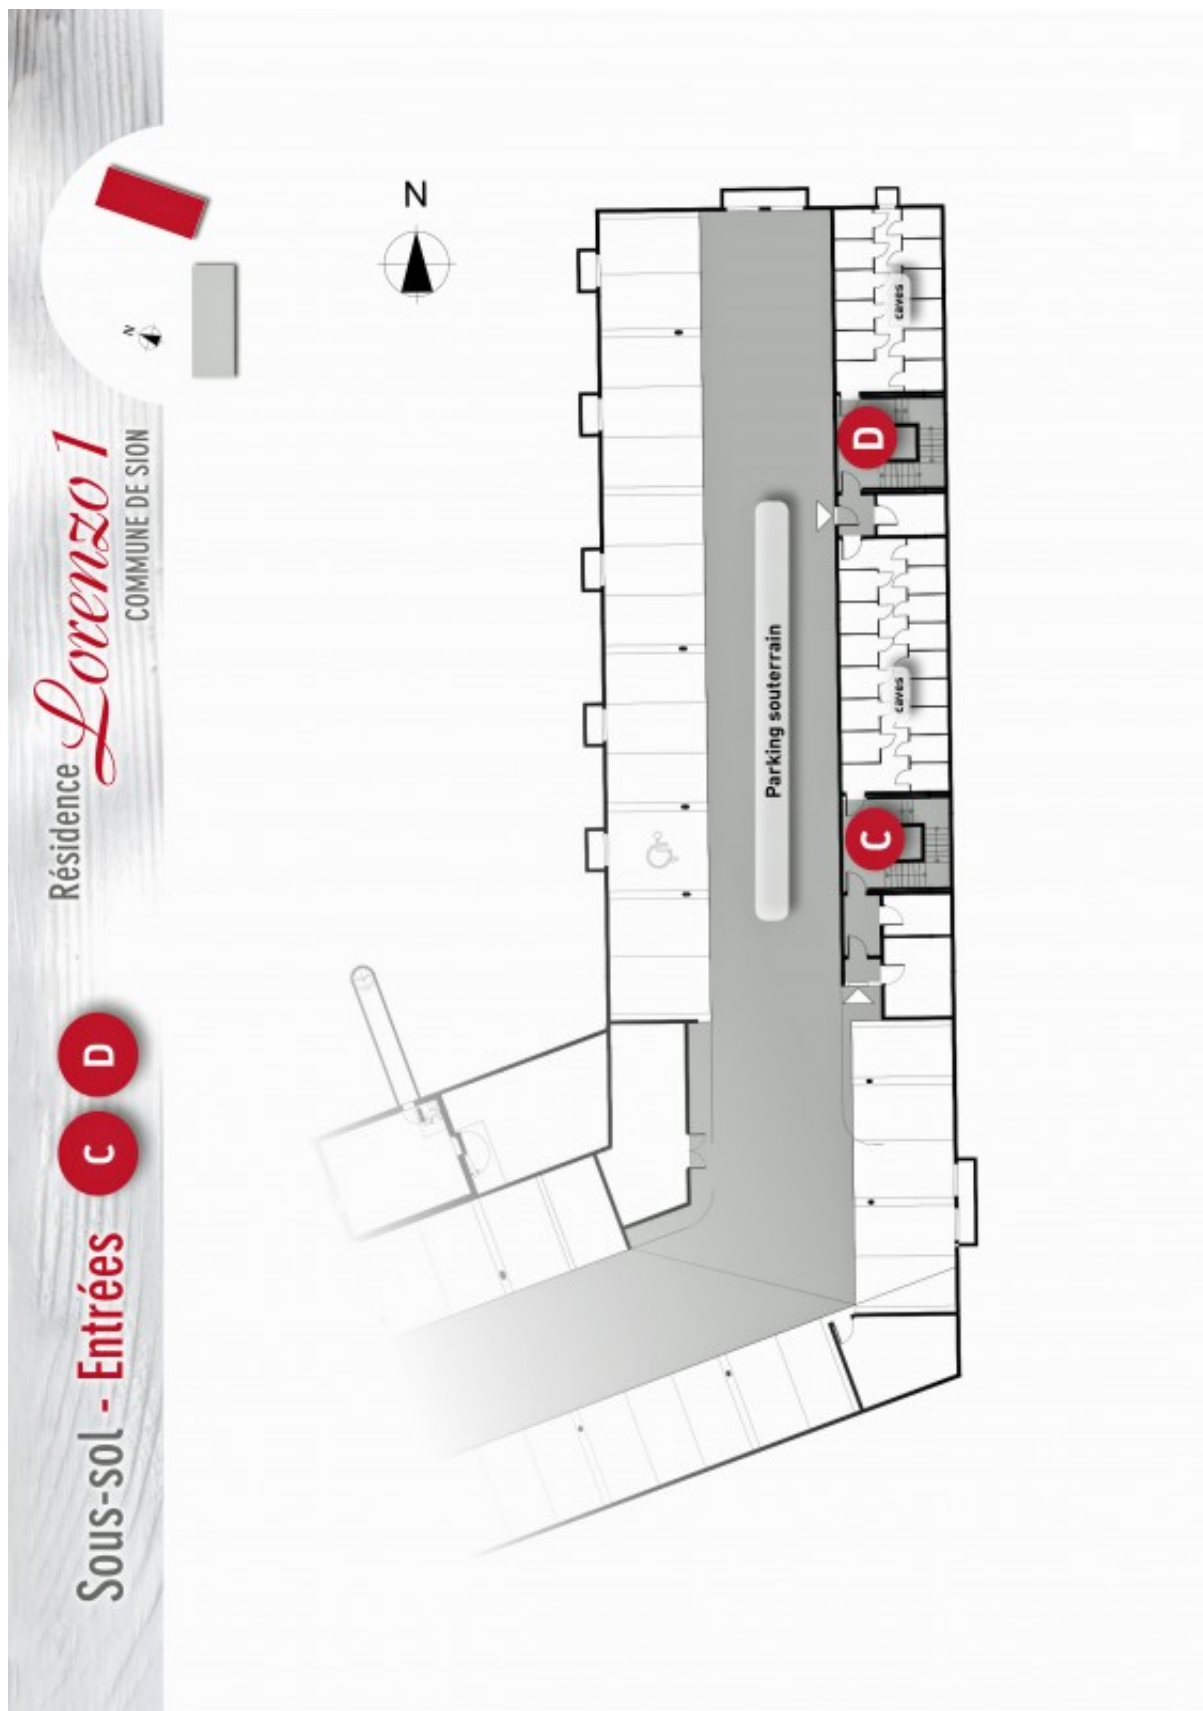 Sous-sol - Entrées C D
Résidence Lorenzo 1
COMMUNE DE SION
N
N
Parking souterrain
C
caves
D
caves